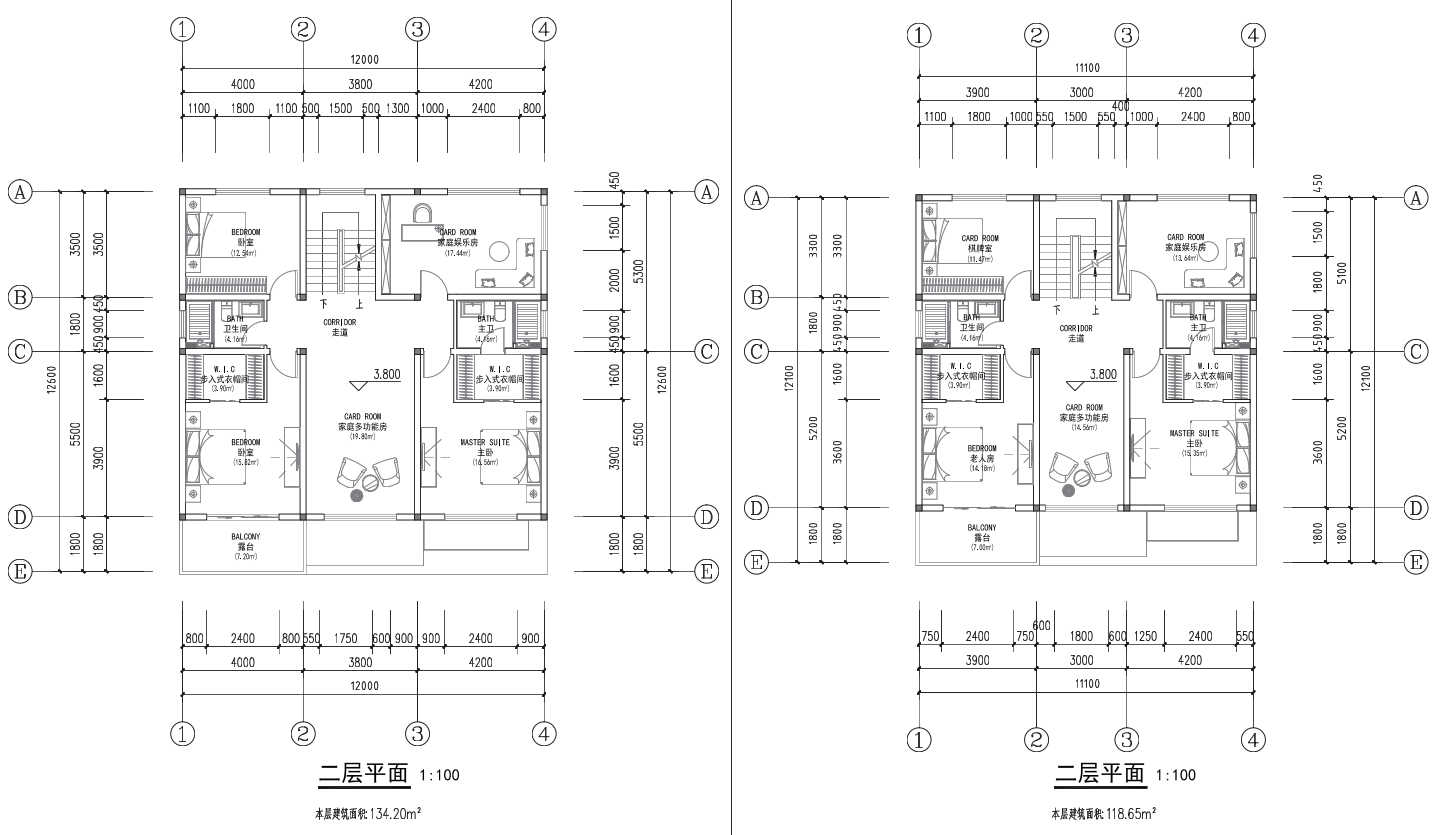 1 2 3 4
12000
4000 3800 4200
1100 1800 1100 500 1500 500 1300 1000 2400 800
A A
B B
C C
D D
E E
12600
3500 1800 5500 1800
3500 450 900 450 1600 3900 1800
450 1500 2000 450 900 450 1600 3900 1800
5300 5500 1800
12600
BEDROOM
卧室
(12.54㎡)
CARD ROOM
家庭娱乐房
(17.44㎡)
下 上
BATH
卫生间
(4.16㎡)
CORRIDOR
走道
BATH
主卫
(4.16㎡)
W.I.C
步入式衣帽间
(3.90㎡)
3.800
W.I.C
步入式衣帽间
(3.90㎡)
BEDROOM
卧室
(15.82㎡)
CARD ROOM
家庭多功能房
(19.80㎡)
MASTER SUITE
主卧
(16.56㎡)
BALCONY
露台
(7.20㎡)
800 2400 800 550 1750 600 900 900 2400 900
4000 3800 4200
12000
1 2 3 4
二层平面 1:100
本层建筑面积:134.20m²
1 2 3 4
11100
3900 3000 4200
400
1100 1800 1000 550 1500 550 1000 2400 800
A A
B B
C C
D D
E E
12100
3300 1800 5200 1800
3300 450 900 450 1600 3600 1800
450 1500 1800 450 900 450 1600 3600 1800
5100 5200 1800
12100
CARD ROOM
棋牌室
(11.47㎡)
CARD ROOM
家庭娱乐房
(13.64㎡)
下 上
BATH
卫生间
(4.16㎡)
CORRIDOR
走道
BATH
主卫
(4.16㎡)
W.I.C
步入式衣帽间
(3.90㎡)
3.800
W.I.C
步入式衣帽间
(3.90㎡)
BEDROOM
老人房
(14.18㎡)
CARD ROOM
家庭多功能房
(14.56㎡)
MASTER SUITE
主卧
(15.35㎡)
BALCONY
露台
(7.00㎡)
600
750 2400 750 1800 600 1250 2400 550
3900 3000 4200
11100
1 2 3 4
二层平面 1:100
本层建筑面积:118.65m²